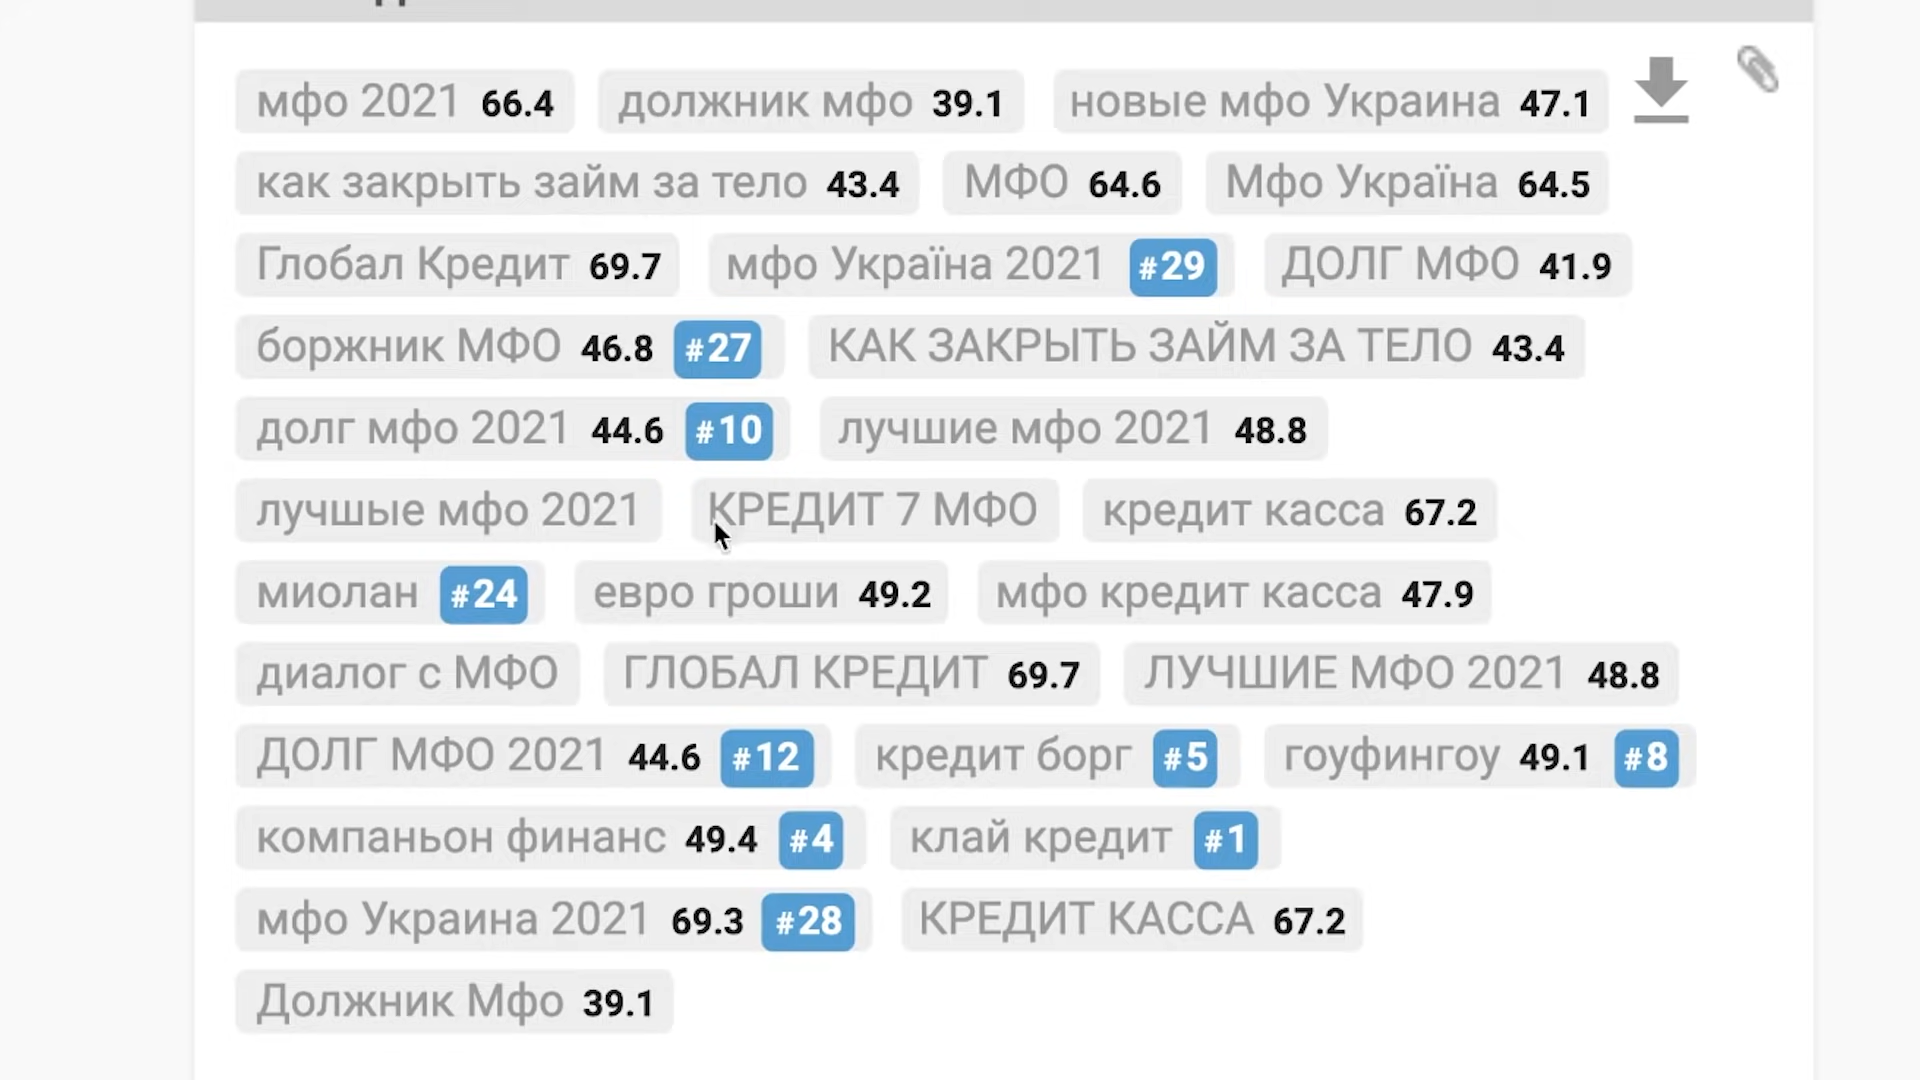 мфо 2021 66.4 должник мфо 39.1 новые мфо Украина 47.1
как закрыть займ за тело 43.4 МФО 64.6 Мфо Україна 64.5
Глобал Кредит 69.7 мфо Україна 2021 #29 ДОЛГ МФО 41.9
боржник МФО 46.8 #27 КАК ЗАКРЫТЬ ЗАЙМ ЗА ТЕЛО 43.4
долг мфо 2021 44.6 #10 лучшие мфо 2021 48.8
лучшые мфо 2021 КРЕДИТ 7 МФО кредит касса 67.2
миолан #24 евро гроши 49.2 мфо кредит касса 47.9
диалог с МФО ГЛОБАЛ КРЕДИТ 69.7 ЛУЧШИЕ МФО 2021 48.8
ДОЛГ МФО 2021 44.6 #12 кредит борг #5 гоуфингоу 49.1 #8
компаньон финанс 49.4 #4 клай кредит #1
мфо Украина 2021 69.3 #28 КРЕДИТ КАССА 67.2
Должник Мфо 39.1